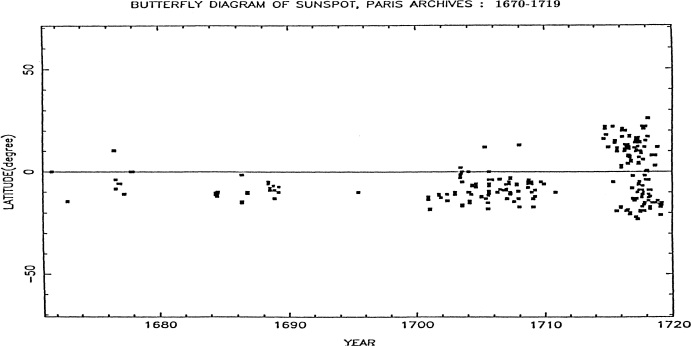 BUTTERFLY DIAGRAM OF SUNSPOT, PARIS ARCHIVES : 1670-1719
50
0
−50
LATITUDE(degree)
1680 1690 1700 1710 1720
YEAR